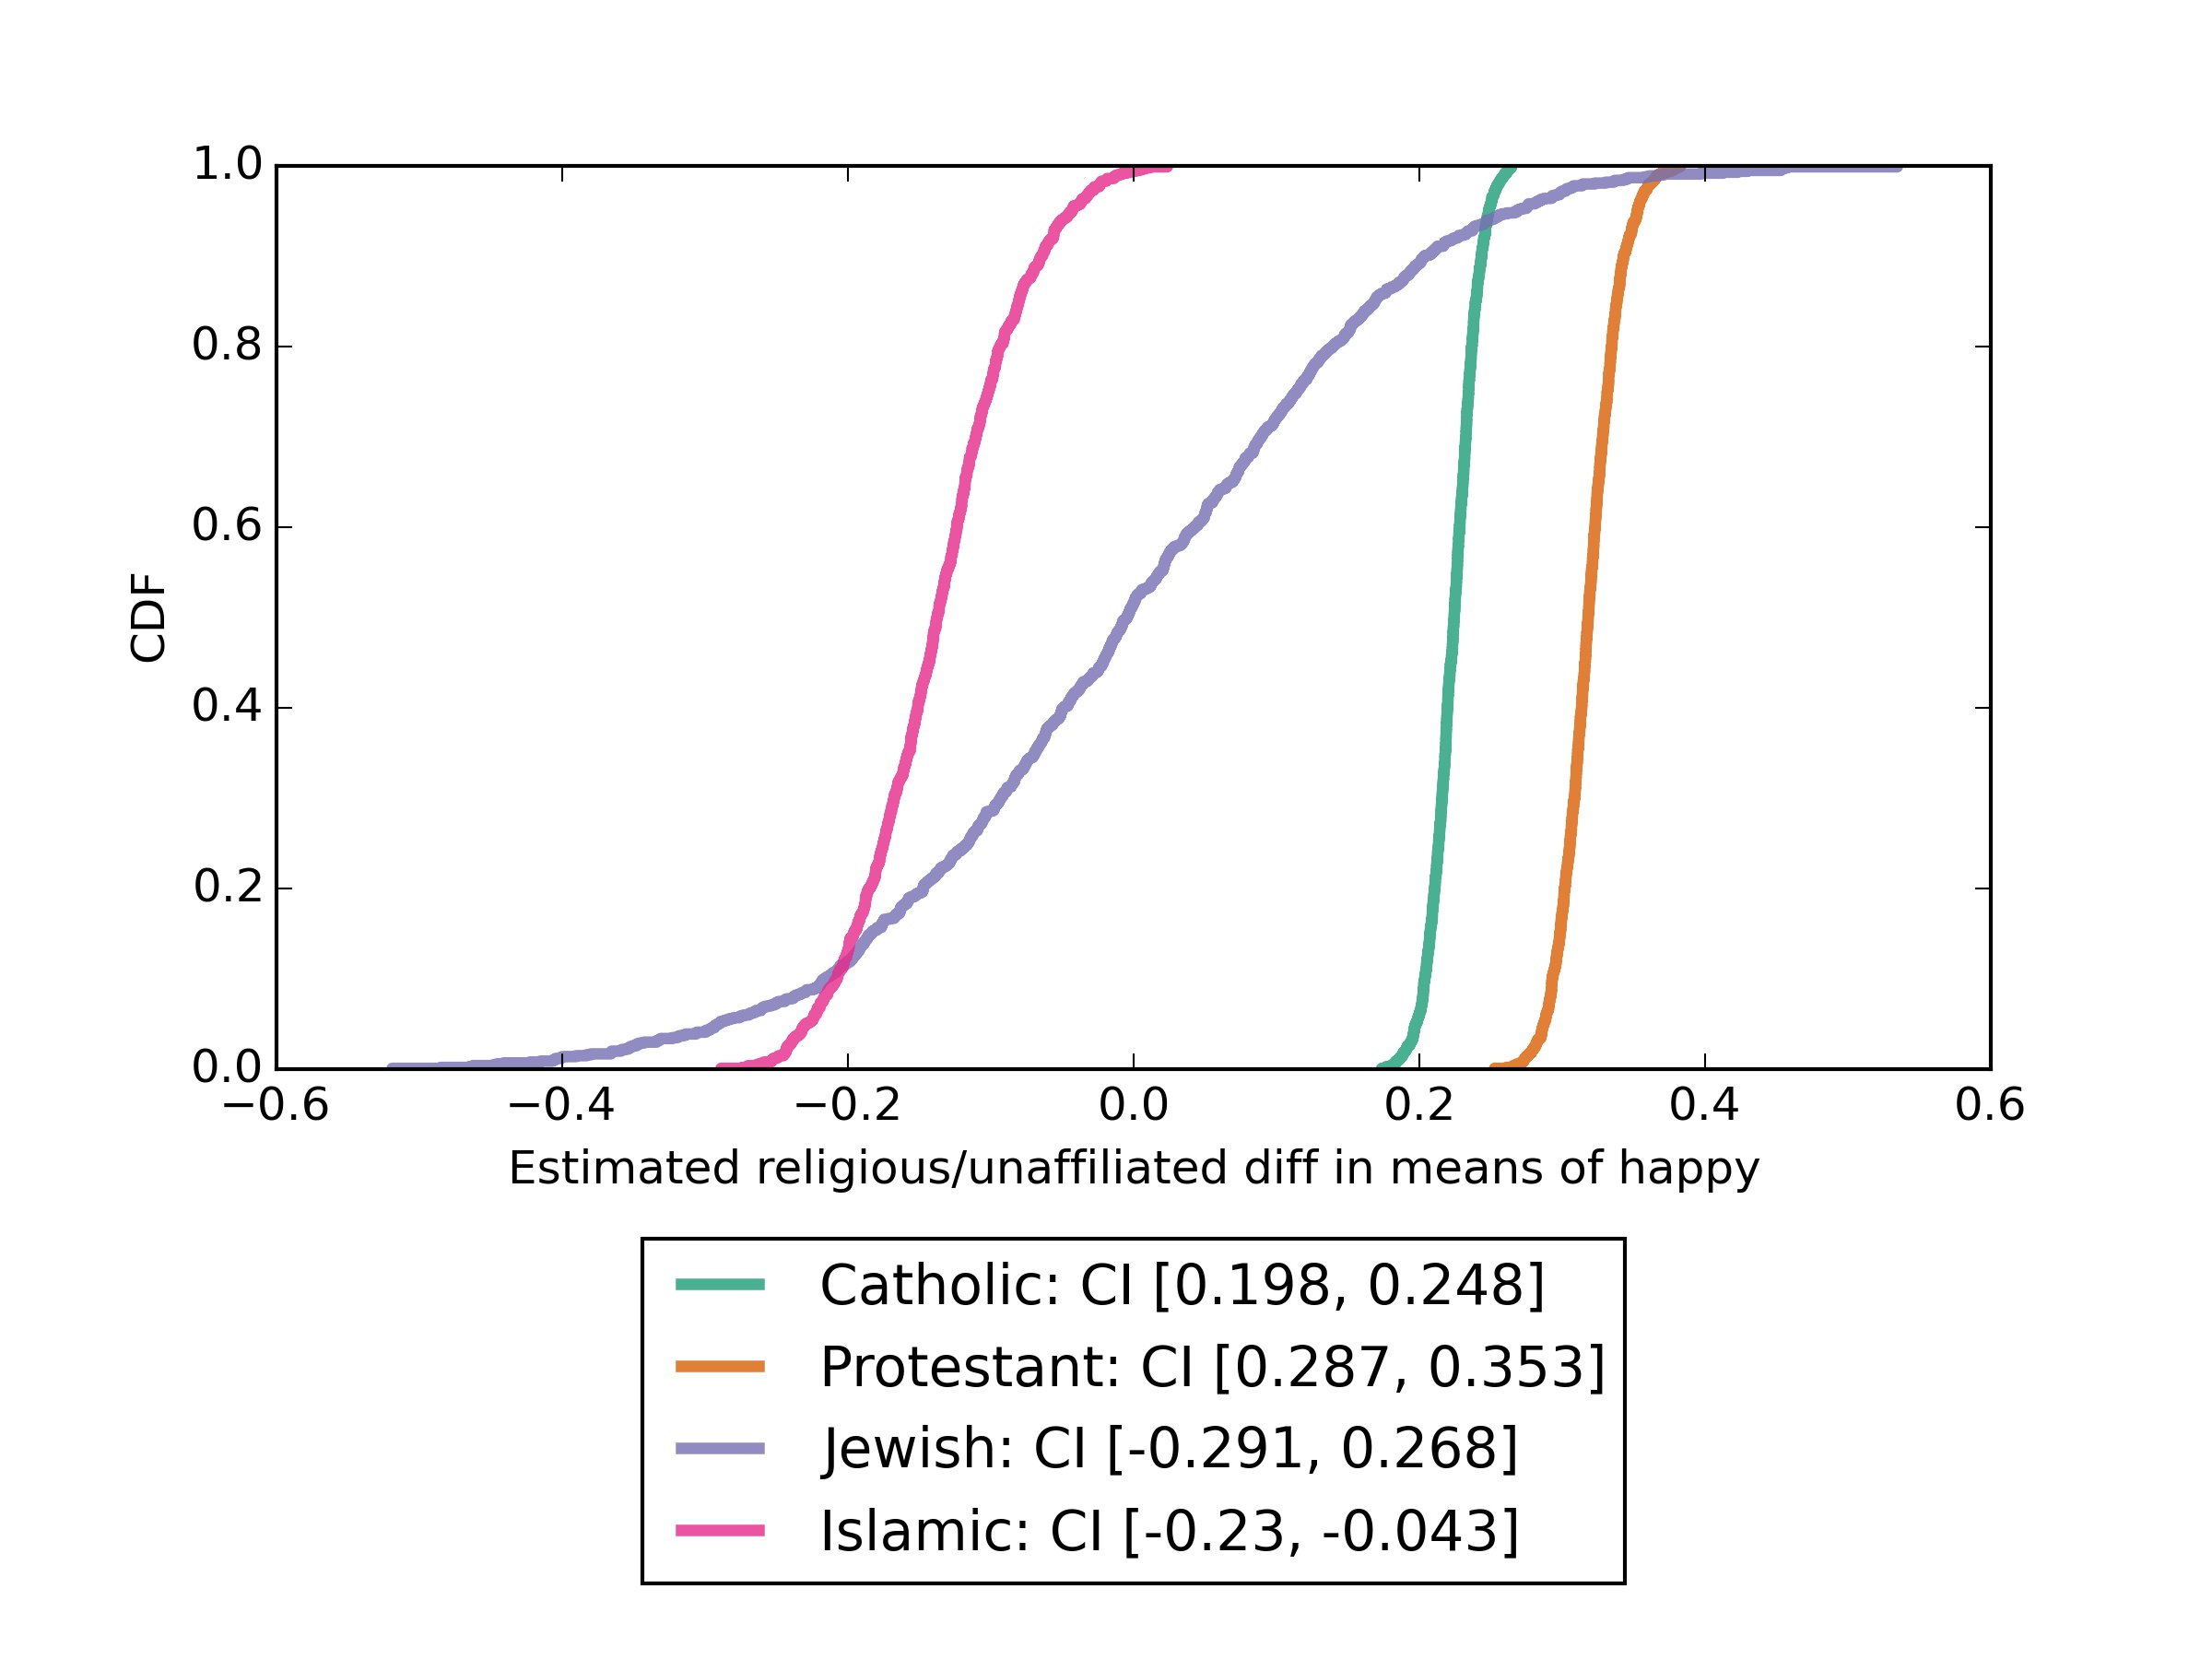 1.0
0.8
0.6
0.4
0.2
0.0
CDF
−0.6 −0.4 −0.2 0.0 0.2 0.4 0.6
Estimated religious/unaffiliated diff in means of happy
Catholic: CI [0.198, 0.248]
Protestant: CI [0.287, 0.353]
Jewish: CI [-0.291, 0.268]
Islamic: CI [-0.23, -0.043]